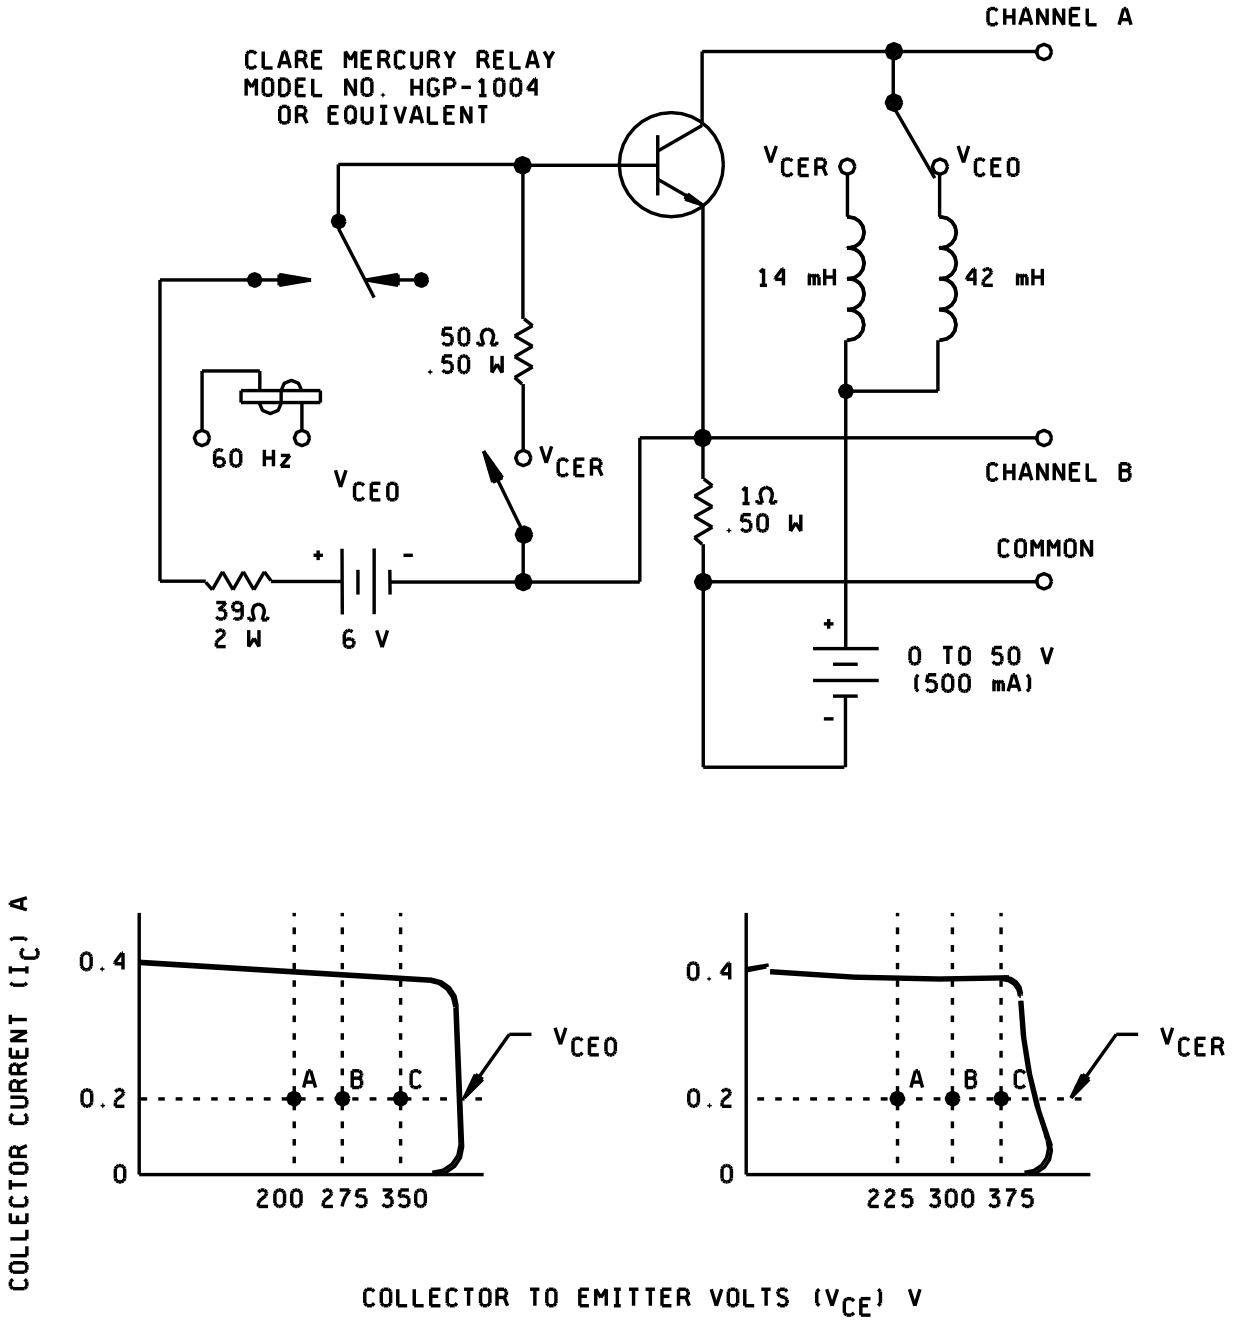 CHANNEL A
CLARE MERCURY RELAY
MODEL NO. HGP-1004
OR EQUIVALENT
VCER
VCEO
14 mH
42 mH
50Ω
.50 W
60 Hz
VCER
VCEO
CHANNEL B
1Ω
.50 W
COMMON
+
-
39Ω
2 W
6 V
+
0 TO 50 V
(500 mA)
-
COLLECTOR CURRENT (IC) A
0.4
A B C
VCEO
0.2
0
200 275 350
0.4
A B C
VCER
0.2
0
225 300 375
COLLECTOR TO EMITTER VOLTS (VCE) V